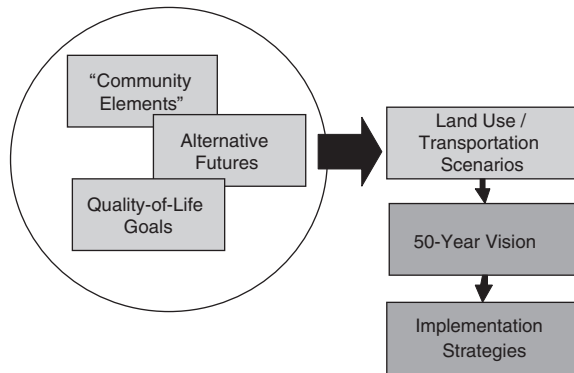 “Community
Elements”
Alternative
Futures
Quality-of-Life
Goals
Land Use /
Transportation
Scenarios
50-Year Vision
Implementation
Strategies